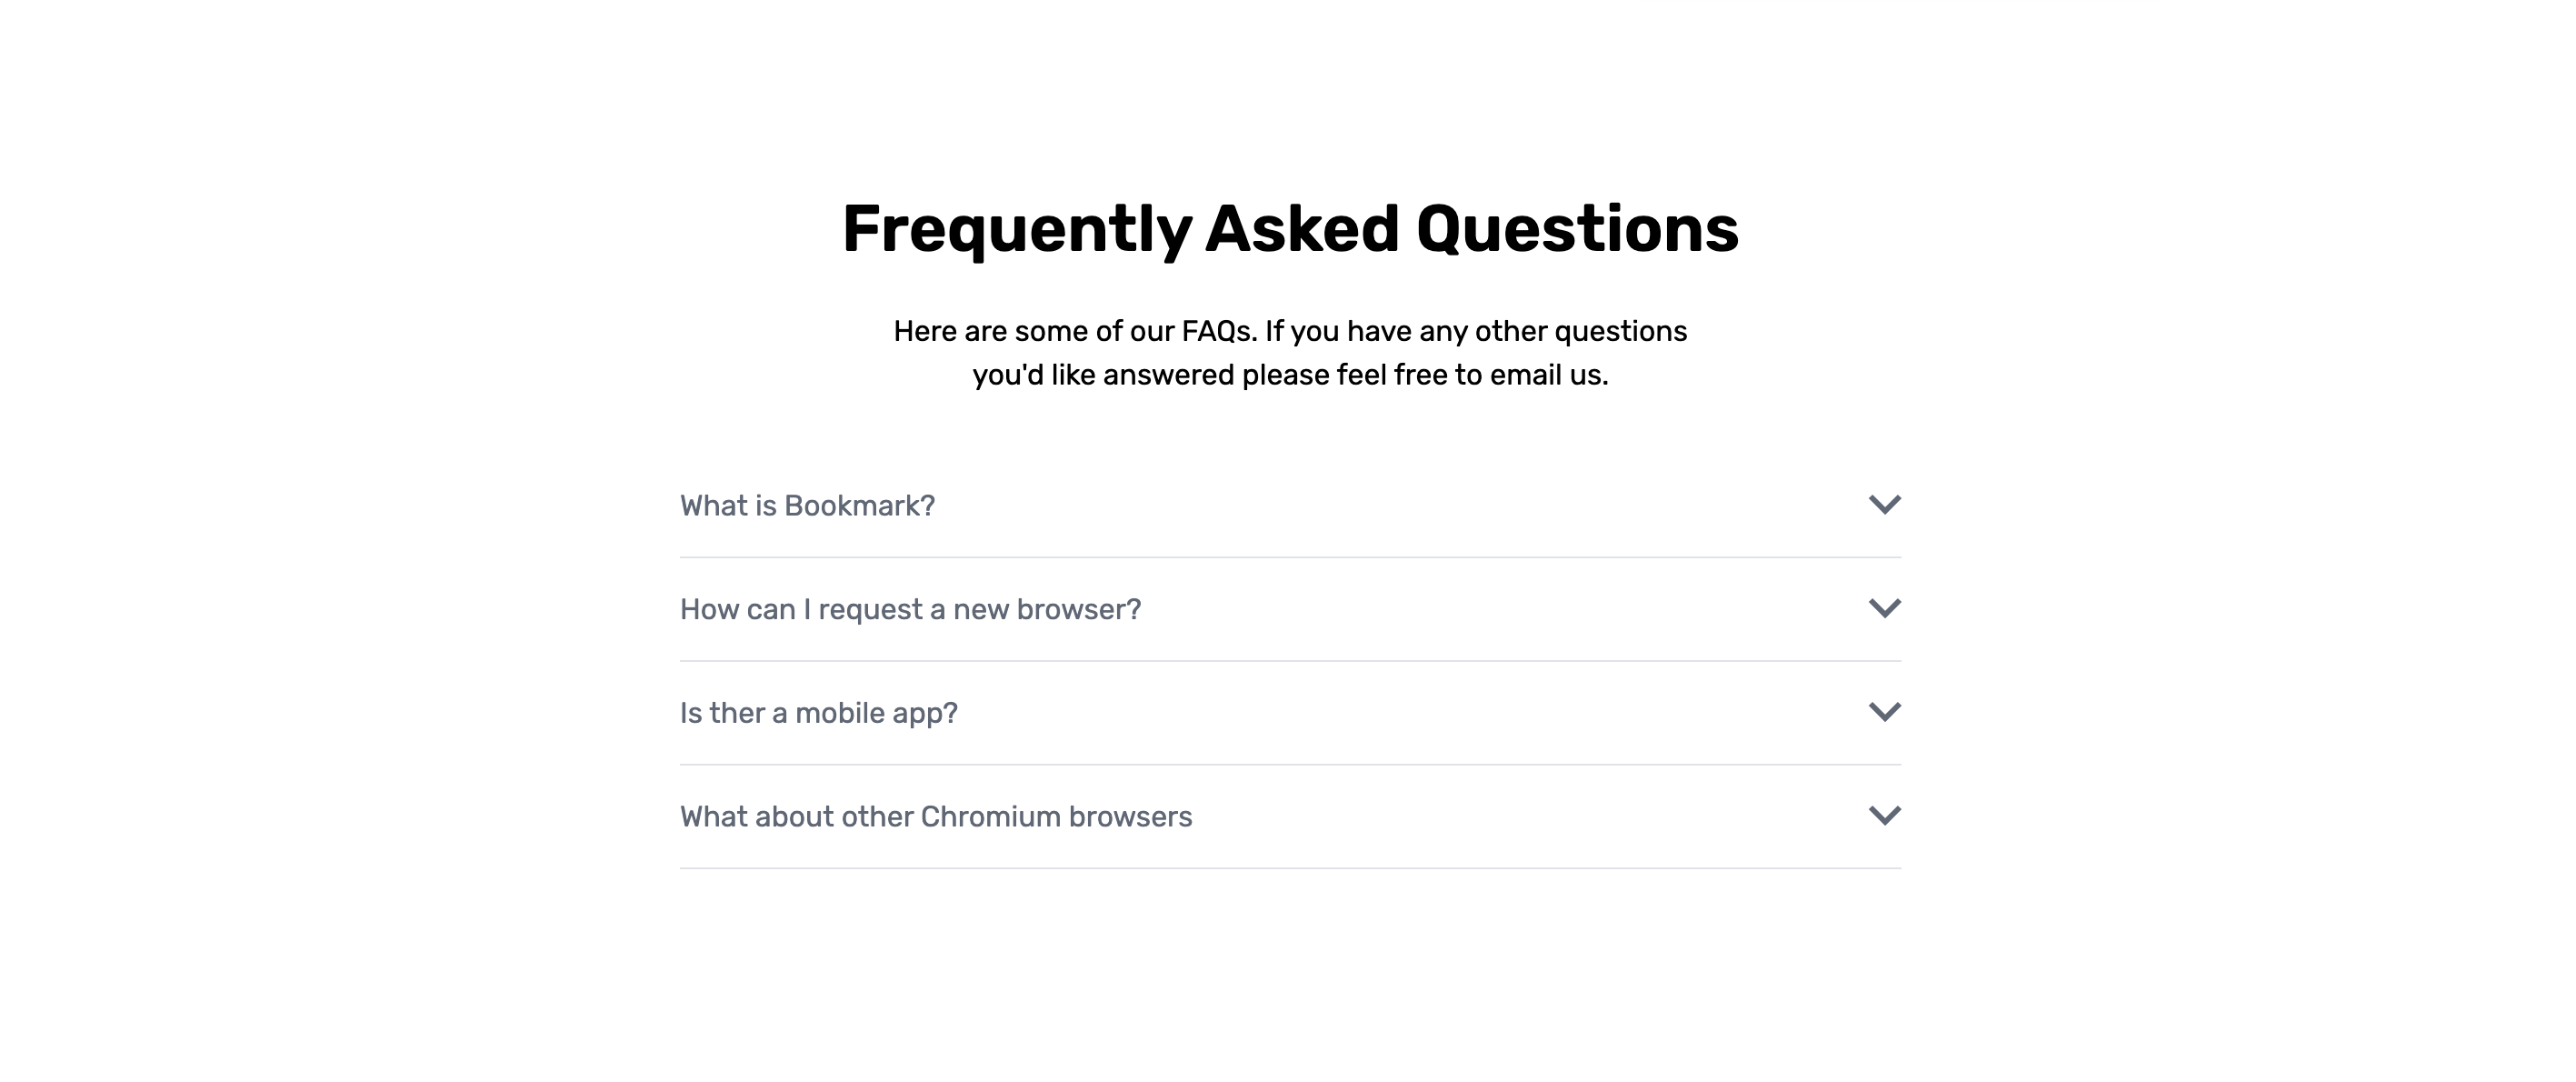 Frequently Asked Questions
Here are some of our FAQs. If you have any other questions
you'd like answered please feel free to email us.
What is Bookmark?
How can I request a new browser?
Is ther a mobile app?
What about other Chromium browsers